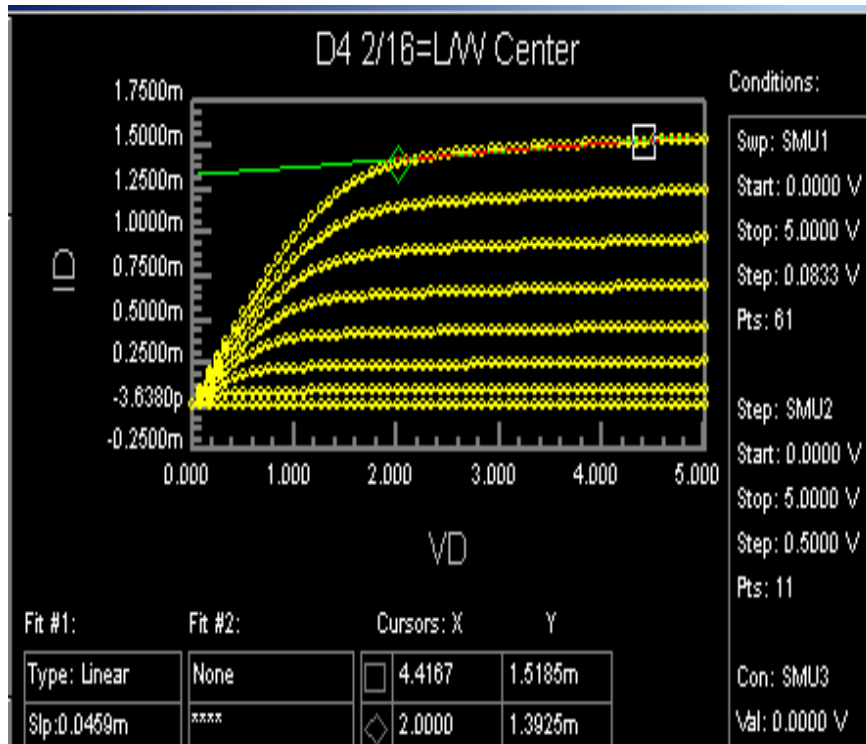 D4 2/16=L/W Center
1.7500m
1.5000m
1.2500m
1.0000m
0.7500m
0.5000m
0.2500m
-3.6380p
-0.2500m
ID
0.000 1.000 2.000 3.000 4.000 5.000
VD
Conditions:
Swp: SMU1
Start: 0.0000 V
Stop: 5.0000 V
Step: 0.0833 V
Pts: 61
Step: SMU2
Start: 0.0000 V
Stop: 5.0000 V
Step: 0.5000 V
Pts: 11
Con: SMU3
Val: 0.0000 V
Fit #1: Fit #2: Cursors: X Y
Type: Linear None 4.4167 1.5185m
Slp:0.0459m **** 2.0000 1.3925m